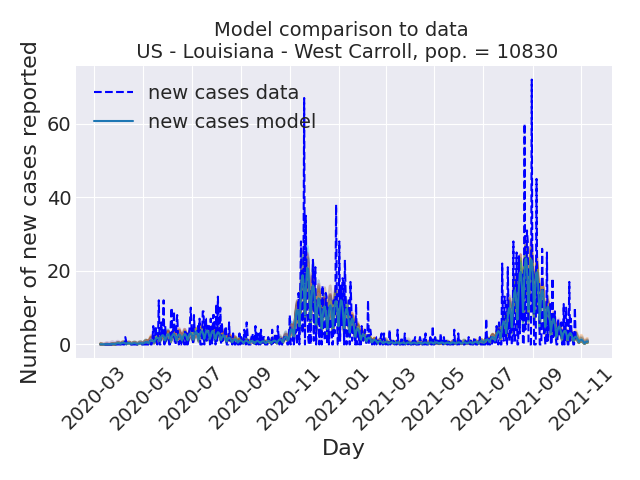 Model comparison to data
US - Louisiana - West Carroll, pop. = 10830
new cases data
new cases model
Number of new cases reported
60
40
20
0
2020-03
2020-05
2020-07
2020-09
2020-11
2021-01
2021-03
2021-05
2021-07
2021-09
2021-11
Day